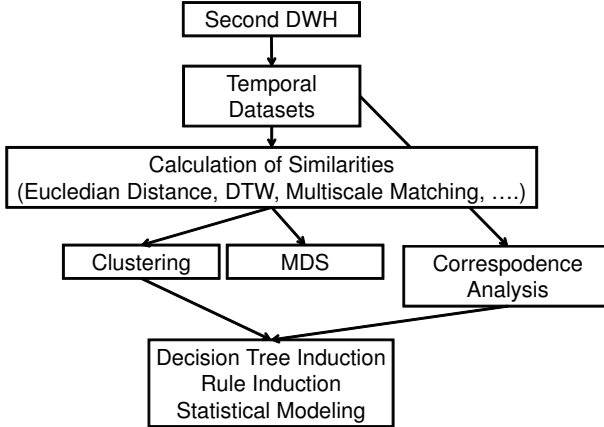 Second DWH
Temporal
Datasets
Calculation of Similarities
(Eucledian Distance, DTW, Multiscale Matching, ….)
Clustering
MDS
Correspodence
Analysis
Decision Tree Induction
Rule Induction
Statistical Modeling